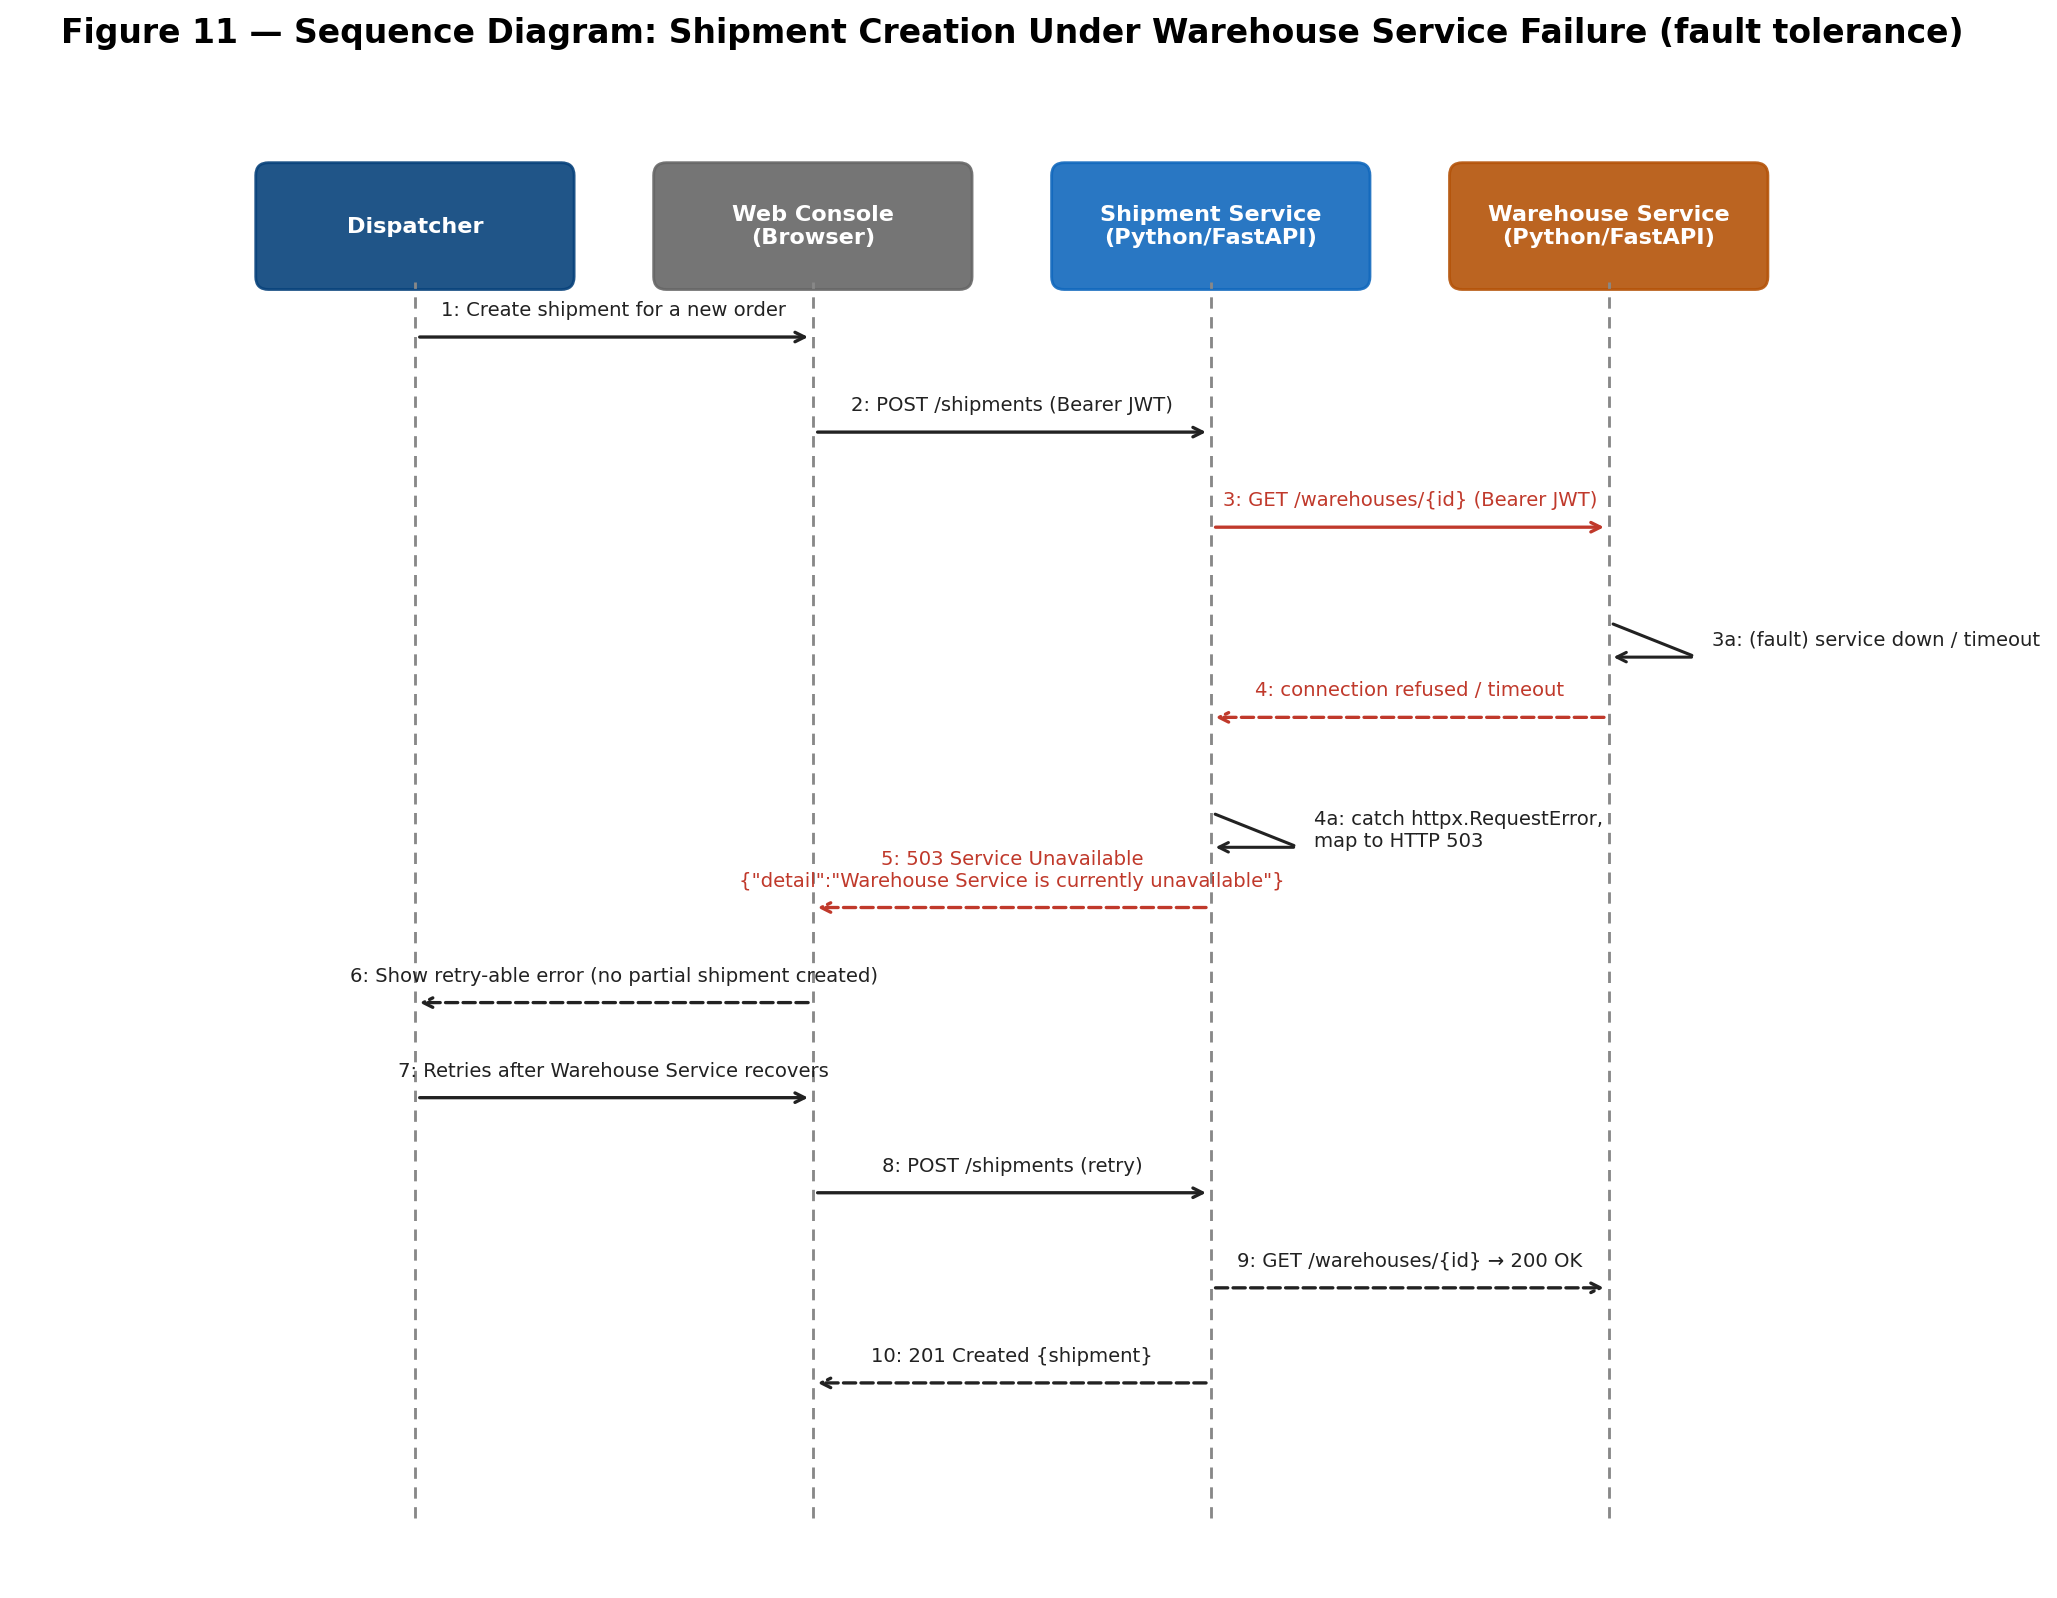 Figure 11 — Sequence Diagram: Shipment Creation Under Warehouse Service Failure (fault tolerance)
Dispatcher
Web Console
(Browser)
Shipment Service
(Python/FastAPI)
Warehouse Service
(Python/FastAPI)
1: Create shipment for a new order
2: POST /shipments (Bearer JWT)
3: GET /warehouses/{id} (Bearer JWT)
3a: (fault) service down / timeout
4: connection refused / timeout
4a: catch httpx.RequestError,
map to HTTP 503
5: 503 Service Unavailable
{"detail":"Warehouse Service is currently unavailable"}
6: Show retry-able error (no partial shipment created)
7: Retries after Warehouse Service recovers
8: POST /shipments (retry)
9: GET /warehouses/{id} → 200 OK
10: 201 Created {shipment}